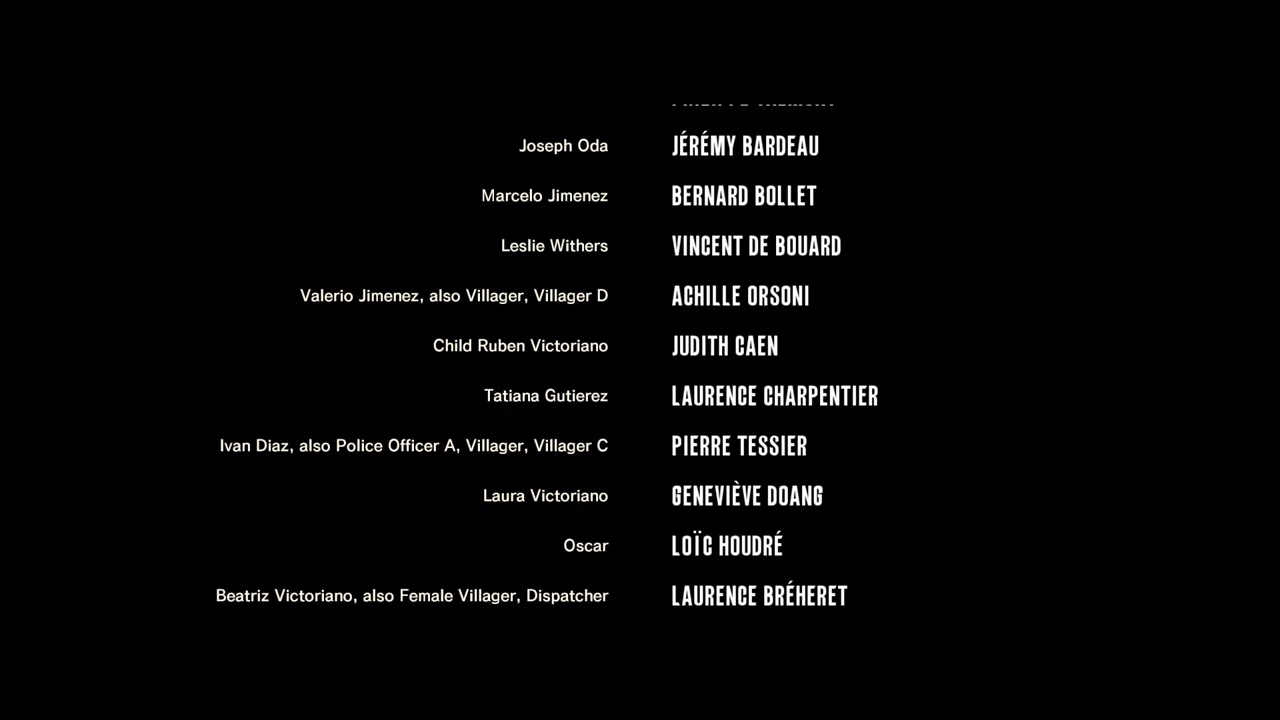 Joseph Oda JÉRÉMY BARDEAU
Marcelo Jimenez BERNARD BOLLET
Leslie Withers VINCENT DE BOUARD
Valerio Jimenez, also Villager, Villager D ACHILLE ORSONI
Child Ruben Victoriano JUDITH CAEN
Tatiana Gutierez LAURENCE CHARPENTIER
Ivan Diaz, also Police Officer A, Villager, Villager C PIERRE TESSIER
Laura Victoriano GENEVIÈVE DOANG
Oscar LOÏC HOUDRÉ
Beatriz Victoriano, also Female Villager, Dispatcher LAURENCE BRÉHERET